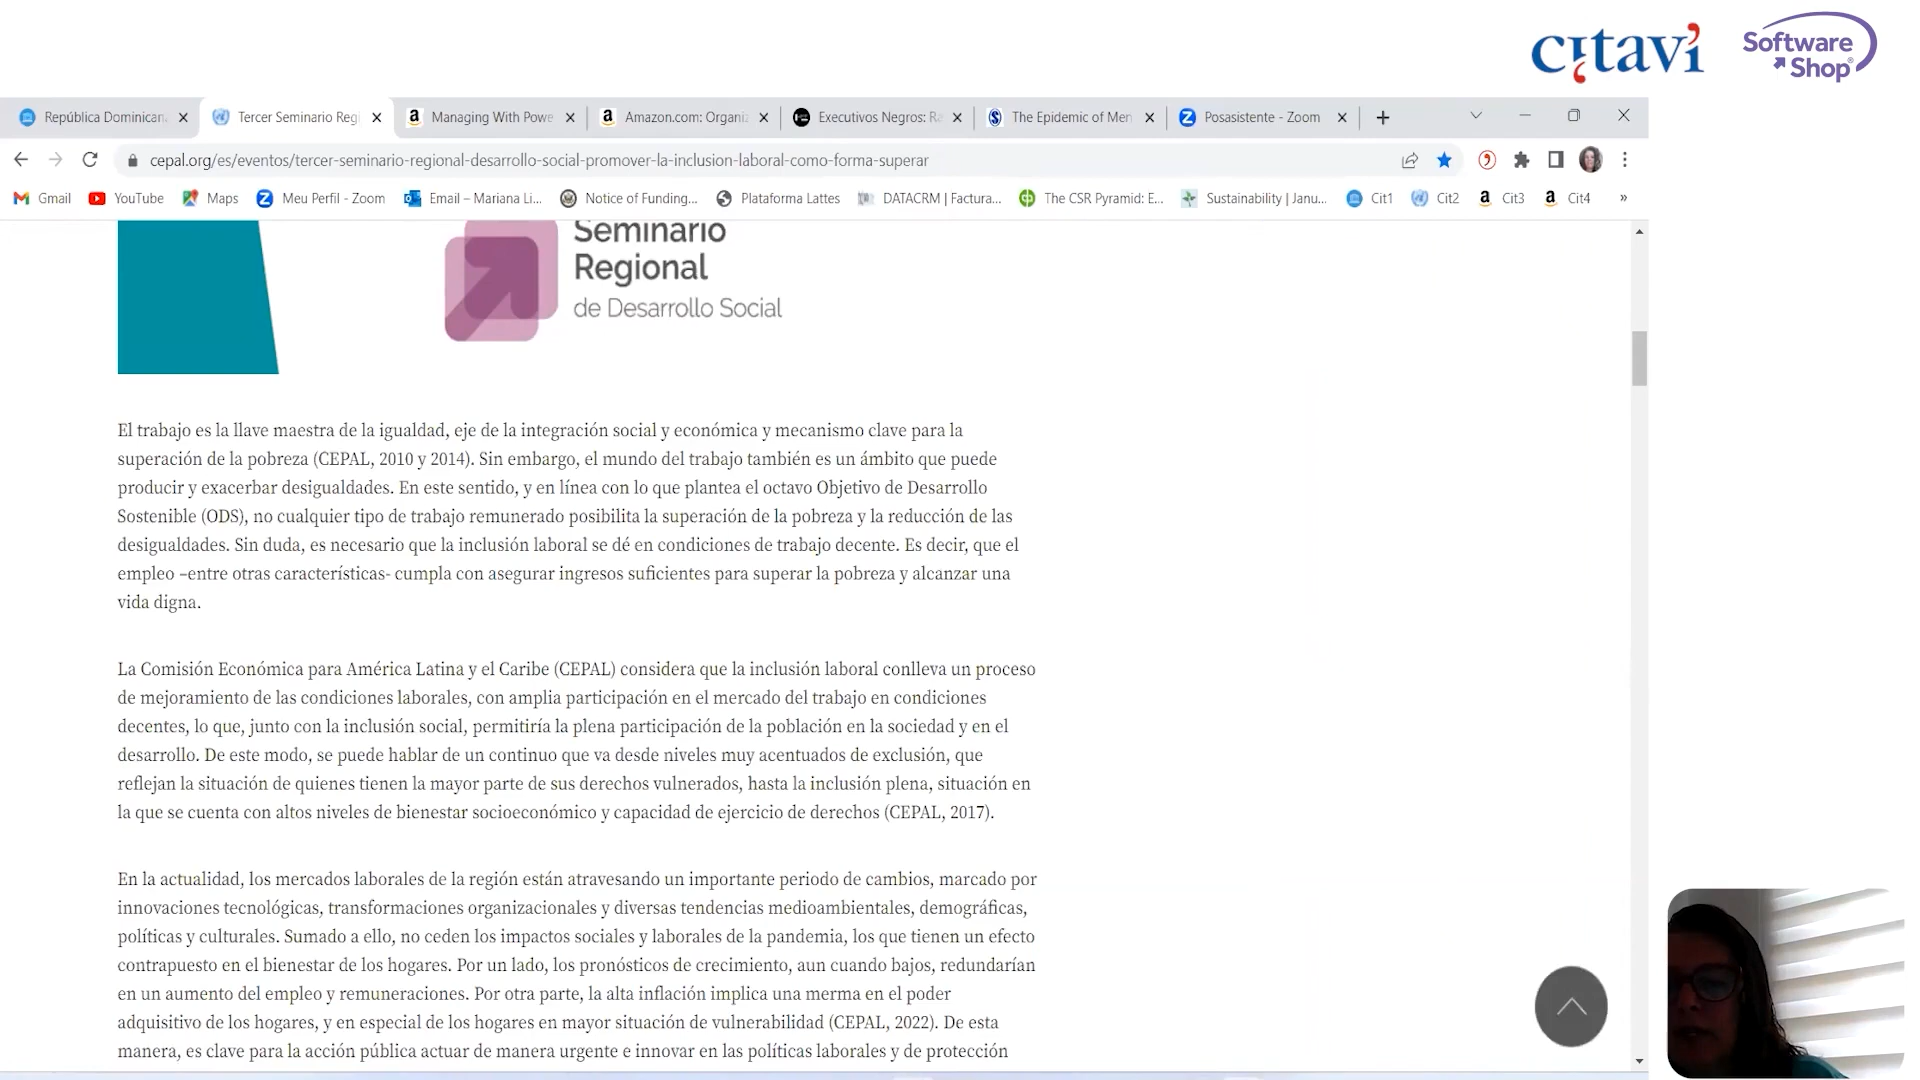 citavi
Software
Shop
República Dominican
Tercer Seminario Regi
Managing With Powe
Amazon.com: Organiz
Executivos Negros: Ra
The Epidemic of Men
Posasistente - Zoom
cepal.org/es/eventos/tercer-seminario-regional-desarrollo-social-promover-la-inclusion-laboral-como-forma-superar
Gmail
YouTube
Maps
Meu Perfil - Zoom
Email – Mariana Li...
Notice of Funding...
Plataforma Lattes
DATACRM | Factura...
The CSR Pyramid: E...
Sustainability | Janu...
Cit1
Cit2
Cit3
Cit4
»
Seminario
Regional
de Desarrollo Social
El trabajo es la llave maestra de la igualdad, eje de la integración social y económica y mecanismo clave para la
superación de la pobreza (CEPAL, 2010 y 2014). Sin embargo, el mundo del trabajo también es un ámbito que puede
producir y exacerbar desigualdades. En este sentido, y en línea con lo que plantea el octavo Objetivo de Desarrollo
Sostenible (ODS), no cualquier tipo de trabajo remunerado posibilita la superación de la pobreza y la reducción de las
desigualdades. Sin duda, es necesario que la inclusión laboral se dé en condiciones de trabajo decente. Es decir, que el
empleo –entre otras características- cumpla con asegurar ingresos suficientes para superar la pobreza y alcanzar una
vida digna.
La Comisión Económica para América Latina y el Caribe (CEPAL) considera que la inclusión laboral conlleva un proceso
de mejoramiento de las condiciones laborales, con amplia participación en el mercado del trabajo en condiciones
decentes, lo que, junto con la inclusión social, permitiría la plena participación de la población en la sociedad y en el
desarrollo. De este modo, se puede hablar de un continuo que va desde niveles muy acentuados de exclusión, que
reflejan la situación de quienes tienen la mayor parte de sus derechos vulnerados, hasta la inclusión plena, situación en
la que se cuenta con altos niveles de bienestar socioeconómico y capacidad de ejercicio de derechos (CEPAL, 2017).
En la actualidad, los mercados laborales de la región están atravesando un importante periodo de cambios, marcado por
innovaciones tecnológicas, transformaciones organizacionales y diversas tendencias medioambientales, demográficas,
políticas y culturales. Sumado a ello, no ceden los impactos sociales y laborales de la pandemia, los que tienen un efecto
contrapuesto en el bienestar de los hogares. Por un lado, los pronósticos de crecimiento, aun cuando bajos, redundarían
en un aumento del empleo y remuneraciones. Por otra parte, la alta inflación implica una merma en el poder
adquisitivo de los hogares, y en especial de los hogares en mayor situación de vulnerabilidad (CEPAL, 2022). De esta
manera, es clave para la acción pública actuar de manera urgente e innovar en las políticas laborales y de protección